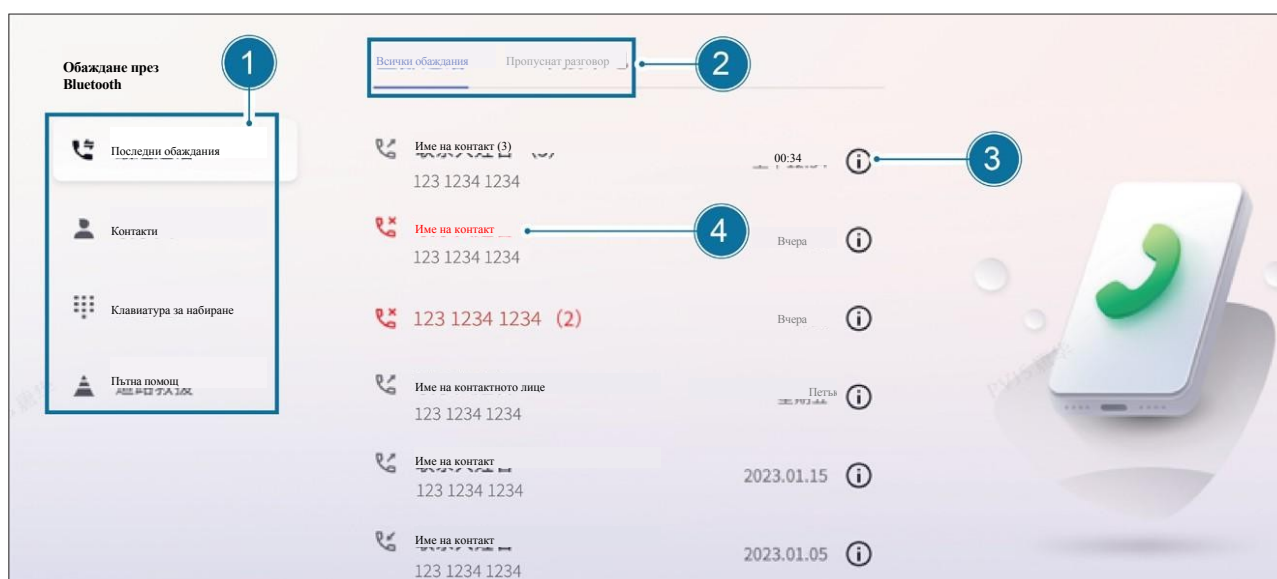 Обаждане през
Bluetooth
1
Последни обаждания
Контакти
Клавиатура за набиране
Пътна помощ
Всички обаждания Пропуснат разговор
2
Име на контакт (3)
123 1234 1234
00:34
3
Име на контакт
123 1234 1234
4
Вчера
123 1234 1234 (2)
Вчера
Име на контактното лице
123 1234 1234
Име на контакт
123 1234 1234
2023.01.15
Име на контакт
123 1234 1234
2023.01.05